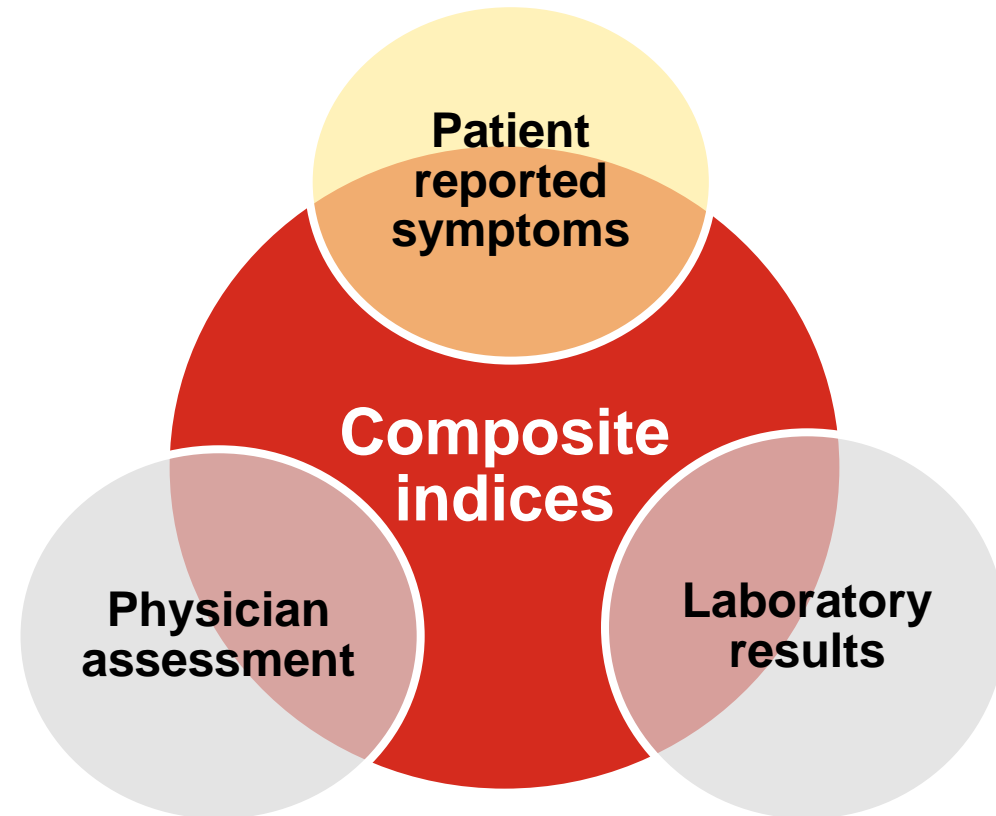 Patient
reported
symptoms
Composite
indices
Physician
assessment
Laboratory
results